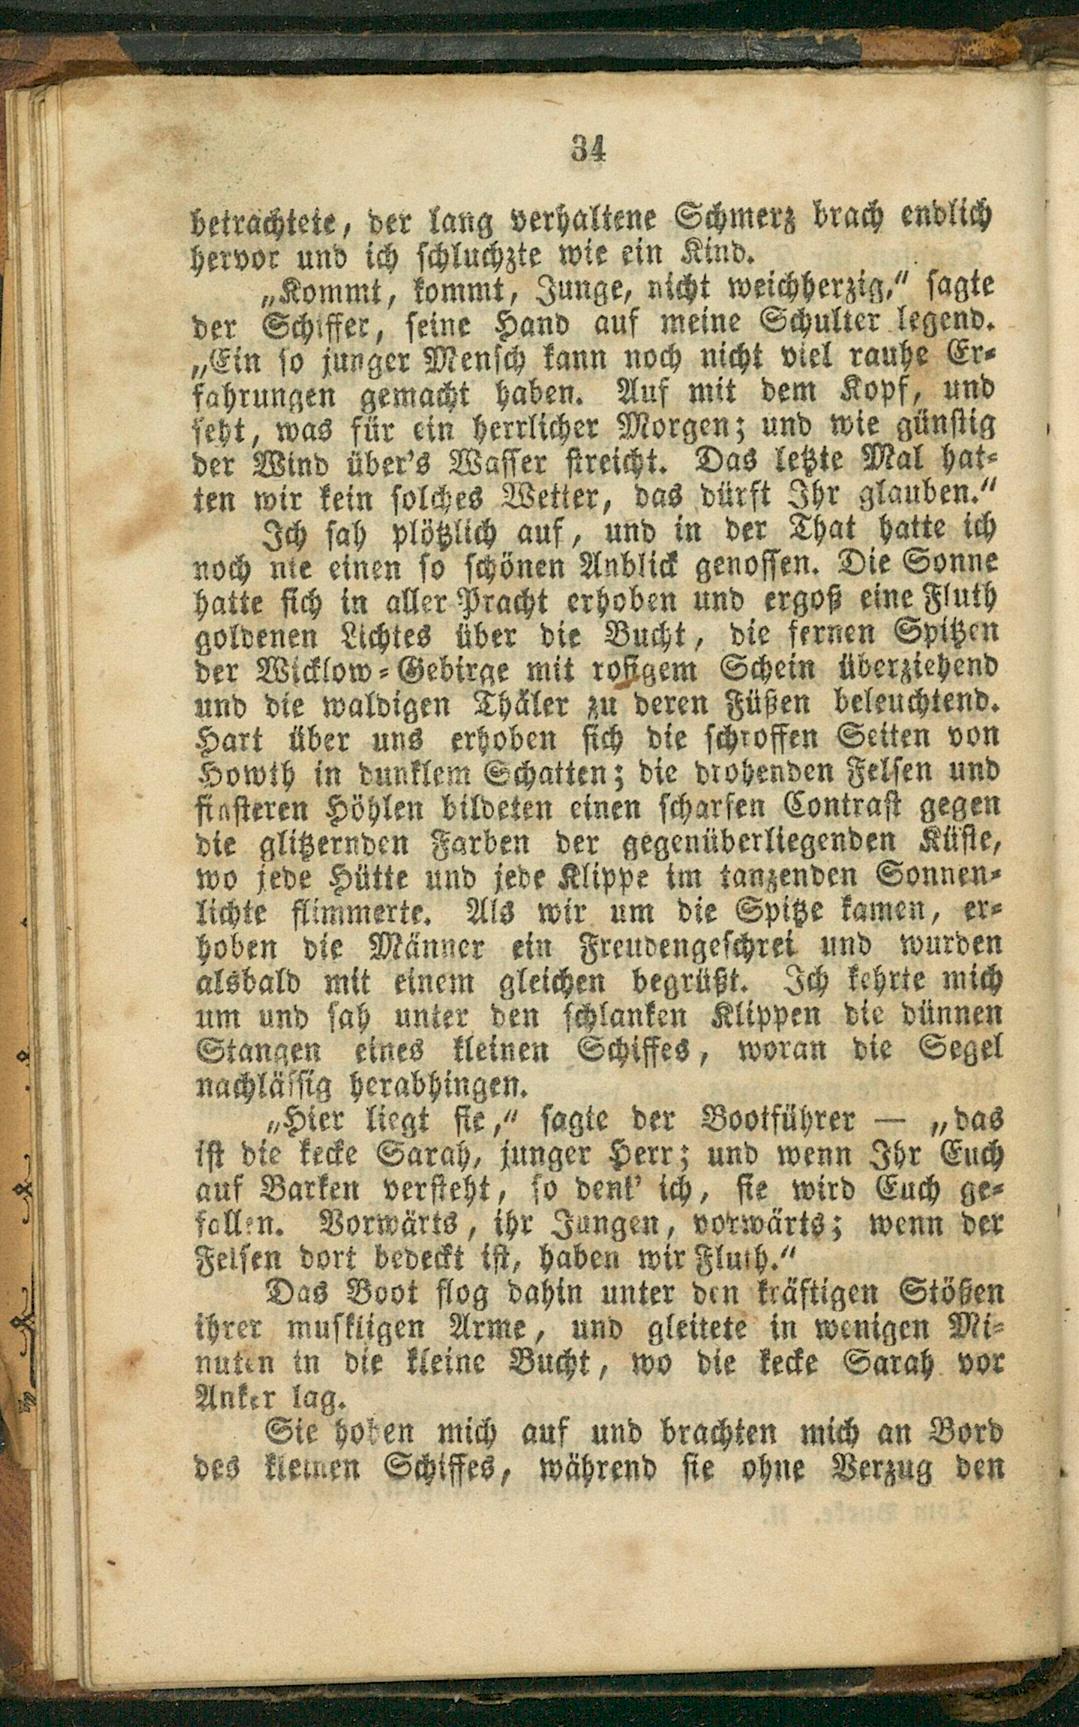 34
betrachtete, der lang verhaltene Schmerz brach endlich
hervor und ich schluchzte wie ein Kind.
„Kommt, kommt, Junge, nicht weichherzig,“ sagte
der Schiffer, seine Hand auf meine Schulter legend.
„Ein so junger Mensch kann noch nicht viel rauhe Er-
fahrungen gemacht haben. Auf mit dem Kopf, und
seht, was für ein herrlicher Morgen; und wie günstig
der Wind über's Wasser streicht. Das letzte Mal hat-
ten wir kein solches Wetter, das dürft Ihr glauben.“
Ich sah plötzlich auf, und in der That hatte ich
noch nie einen so schönen Anblick genossen. Die Sonne
hatte sich in aller Pracht erhoben und ergoß eine Fluth
goldenen Lichtes über die Bucht, die fernen Spitzen
der Wicklow-Gebirge mit rosigem Schein überziehend
und die waldigen Thäler zu deren Füßen beleuchtend.
Hart über uns erhoben sich die schroffen Seiten von
Howth in dunklem Schatten; die drohenden Felsen und
finsteren Höhlen bildeten einen scharfen Contrast gegen
die glitzernden Farben der gegenüberliegenden Küste,
wo jede Hütte und jede Klippe im tanzenden Sonnen-
lichte flimmerte. Als wir um die Spitze kamen, er-
hoben die Männer ein Freudengeschrei und wurden
alsbald mit einem gleichen begrüßt. Ich kehrte mich
um und sah unter den schlanken Klippen die dünnen
Stangen eines kleinen Schiffes, woran die Segel
nachlässig herabhingen.
„Hier liegt sie,“ sagte der Bootführer — „das
ist die kecke Sarah, junger Herr; und wenn Ihr Euch
auf Barken versteht, so denk' ich, sie wird Euch ge-
fallen. Vorwärts, ihr Jungen, vorwärts; wenn der
Felsen dort bedeckt ist, haben wir Fluth.“
Das Boot flog dahin unter den kräftigen Stößen
ihrer muskligen Arme, und gleitete in wenigen Mi-
nuten in die kleine Bucht, wo die kecke Sarah vor
Anker lag.
Sie hoben mich auf und brachten mich an Bord
des kleinen Schiffes, während sie ohne Verzug den